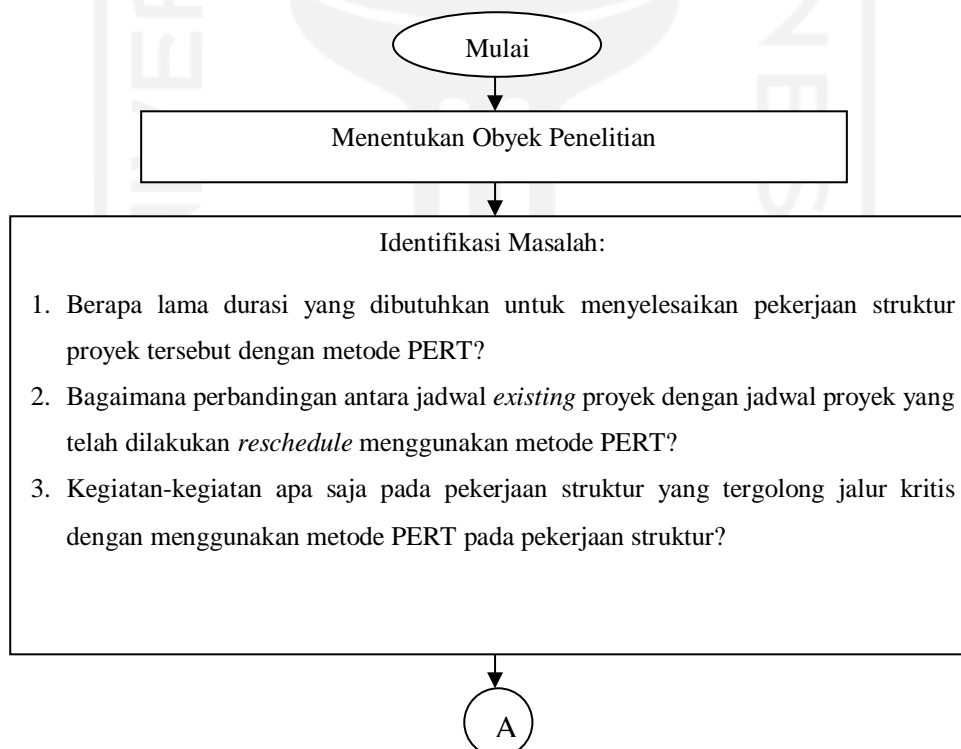 Mulai
Menentukan Obyek Penelitian
Identifikasi Masalah:
1. Berapa lama durasi yang dibutuhkan untuk menyelesaikan pekerjaan struktur
proyek tersebut dengan metode PERT?
2. Bagaimana perbandingan antara jadwal existing proyek dengan jadwal proyek yang
telah dilakukan reschedule menggunakan metode PERT?
3. Kegiatan-kegiatan apa saja pada pekerjaan struktur yang tergolong jalur kritis
dengan menggunakan metode PERT pada pekerjaan struktur?
A